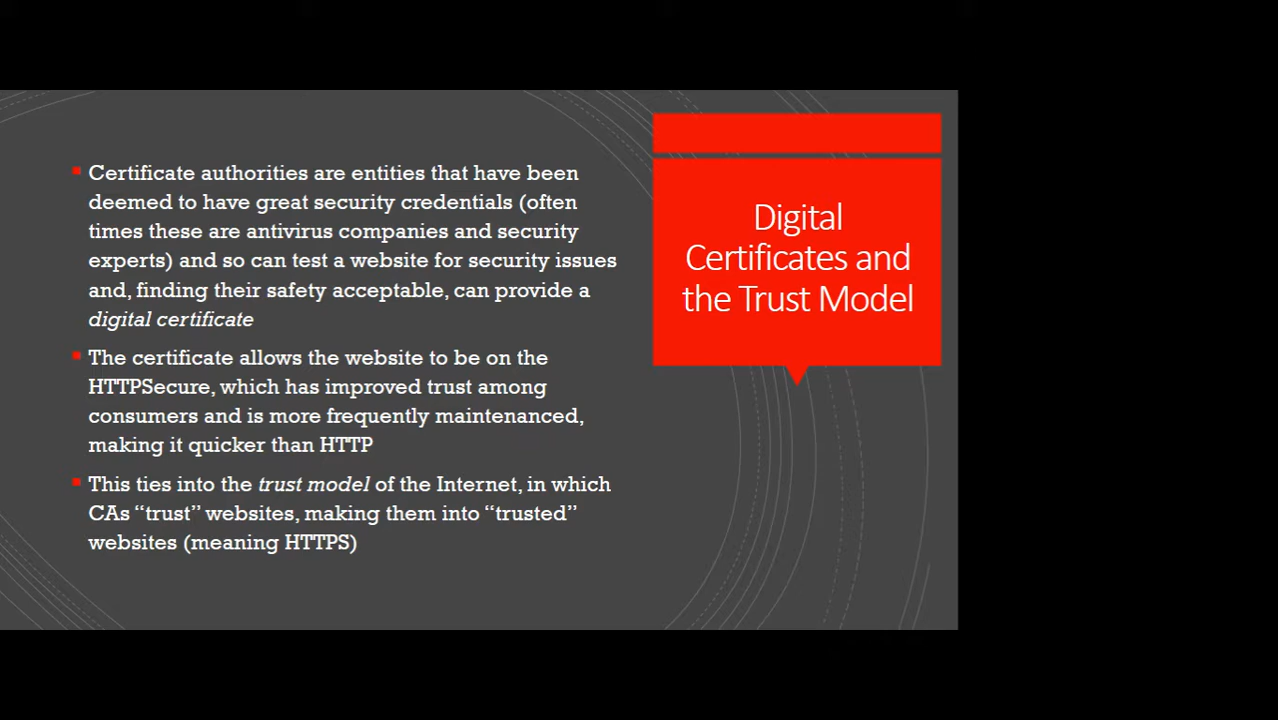 Digital
Certificates and
the Trust Model
Certificate authorities are entities that have been
deemed to have great security credentials (often
times these are antivirus companies and security
experts) and so can test a website for security issues
and, finding their safety acceptable, can provide a
digital certificate
The certificate allows the website to be on the
HTTPSecure, which has improved trust among
consumers and is more frequently maintenanced,
making it quicker than HTTP
This ties into the trust model of the Internet, in which
CAs “trust” websites, making them into “trusted”
websites (meaning HTTPS)